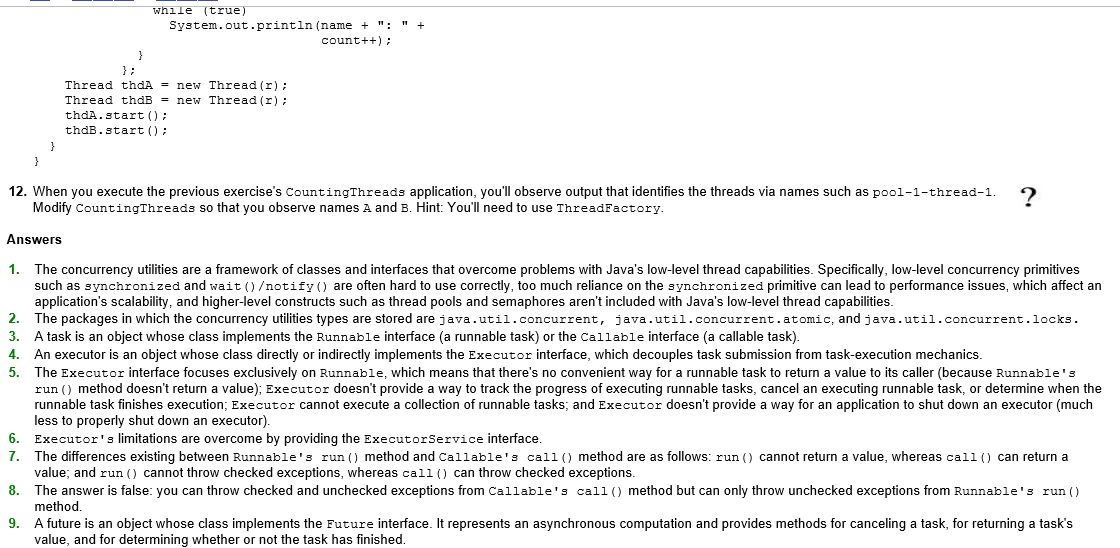 while (true)
System.out.println(name + ": " +
count++);
}
};
Thread thdA = new Thread(r);
Thread thdB = new Thread(r);
thdA.start();
thdB.start();
}
}
12. When you execute the previous exercise's CountingThreads application, you'll observe output that identifies the threads via names such as pool-1-thread-1. ?
Modify CountingThreads so that you observe names A and B. Hint: You'll need to use ThreadFactory.
Answers
1. The concurrency utilities are a framework of classes and interfaces that overcome problems with Java's low-level thread capabilities. Specifically, low-level concurrency primitives
such as synchronized and wait()/notify() are often hard to use correctly, too much reliance on the synchronized primitive can lead to performance issues, which affect an
application's scalability, and higher-level constructs such as thread pools and semaphores aren't included with Java's low-level thread capabilities.
2. The packages in which the concurrency utilities types are stored are java.util.concurrent, java.util.concurrent.atomic, and java.util.concurrent.locks.
3. A task is an object whose class implements the Runnable interface (a runnable task) or the Callable interface (a callable task).
4. An executor is an object whose class directly or indirectly implements the Executor interface, which decouples task submission from task-execution mechanics.
5. The Executor interface focuses exclusively on Runnable, which means that there's no convenient way for a runnable task to return a value to its caller (because Runnable's
run() method doesn't return a value); Executor doesn't provide a way to track the progress of executing runnable tasks, cancel an executing runnable task, or determine when the
runnable task finishes execution; Executor cannot execute a collection of runnable tasks; and Executor doesn't provide a way for an application to shut down an executor (much
less to properly shut down an executor).
6. Executor's limitations are overcome by providing the ExecutorService interface.
7. The differences existing between Runnable's run() method and Callable's call() method are as follows: run() cannot return a value, whereas call() can return a
value; and run() cannot throw checked exceptions, whereas call() can throw checked exceptions.
8. The answer is false: you can throw checked and unchecked exceptions from Callable's call() method but can only throw unchecked exceptions from Runnable's run()
method.
9. A future is an object whose class implements the Future interface. It represents an asynchronous computation and provides methods for canceling a task, for returning a task's
value, and for determining whether or not the task has finished.